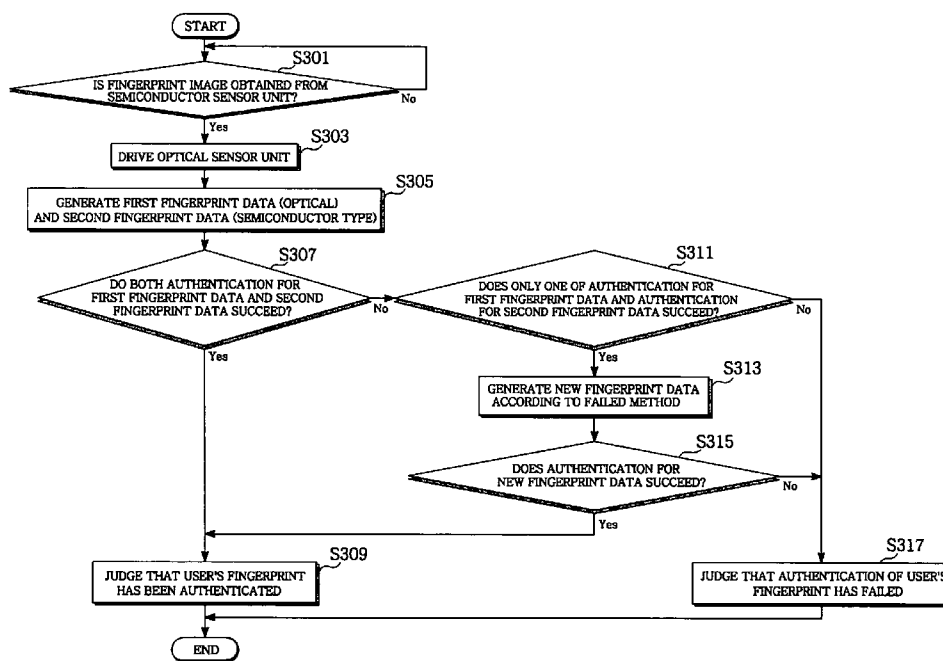 START
S301
IS FINGERPRINT IMAGE OBTAINED FROM
SEMICONDUCTOR SENSOR UNIT?
No
Yes
S303
DRIVE OPTICAL SENSOR UNIT
S305
GENERATE FIRST FINGERPRINT DATA (OPTICAL)
AND SECOND FINGERPRINT DATA (SEMICONDUCTOR TYPE)
S307
DO BOTH AUTHENTICATION FOR
FIRST FINGERPRINT DATA AND SECOND
FINGERPRINT DATA SUCCEED?
No
Yes
S311
DOES ONLY ONE OF AUTHENTICATION FOR
FIRST FINGERPRINT DATA AND AUTHENTICATION
FOR SECOND FINGERPRINT DATA SUCCEED?
No
Yes
S313
GENERATE NEW FINGERPRINT DATA
ACCORDING TO FAILED METHOD
S315
DOES AUTHENTICATION FOR
NEW FINGERPRINT DATA SUCCEED?
No
Yes
S309
JUDGE THAT USER'S FINGERPRINT
HAS BEEN AUTHENTICATED
S317
JUDGE THAT AUTHENTICATION OF USER'S
FINGERPRINT HAS FAILED
END